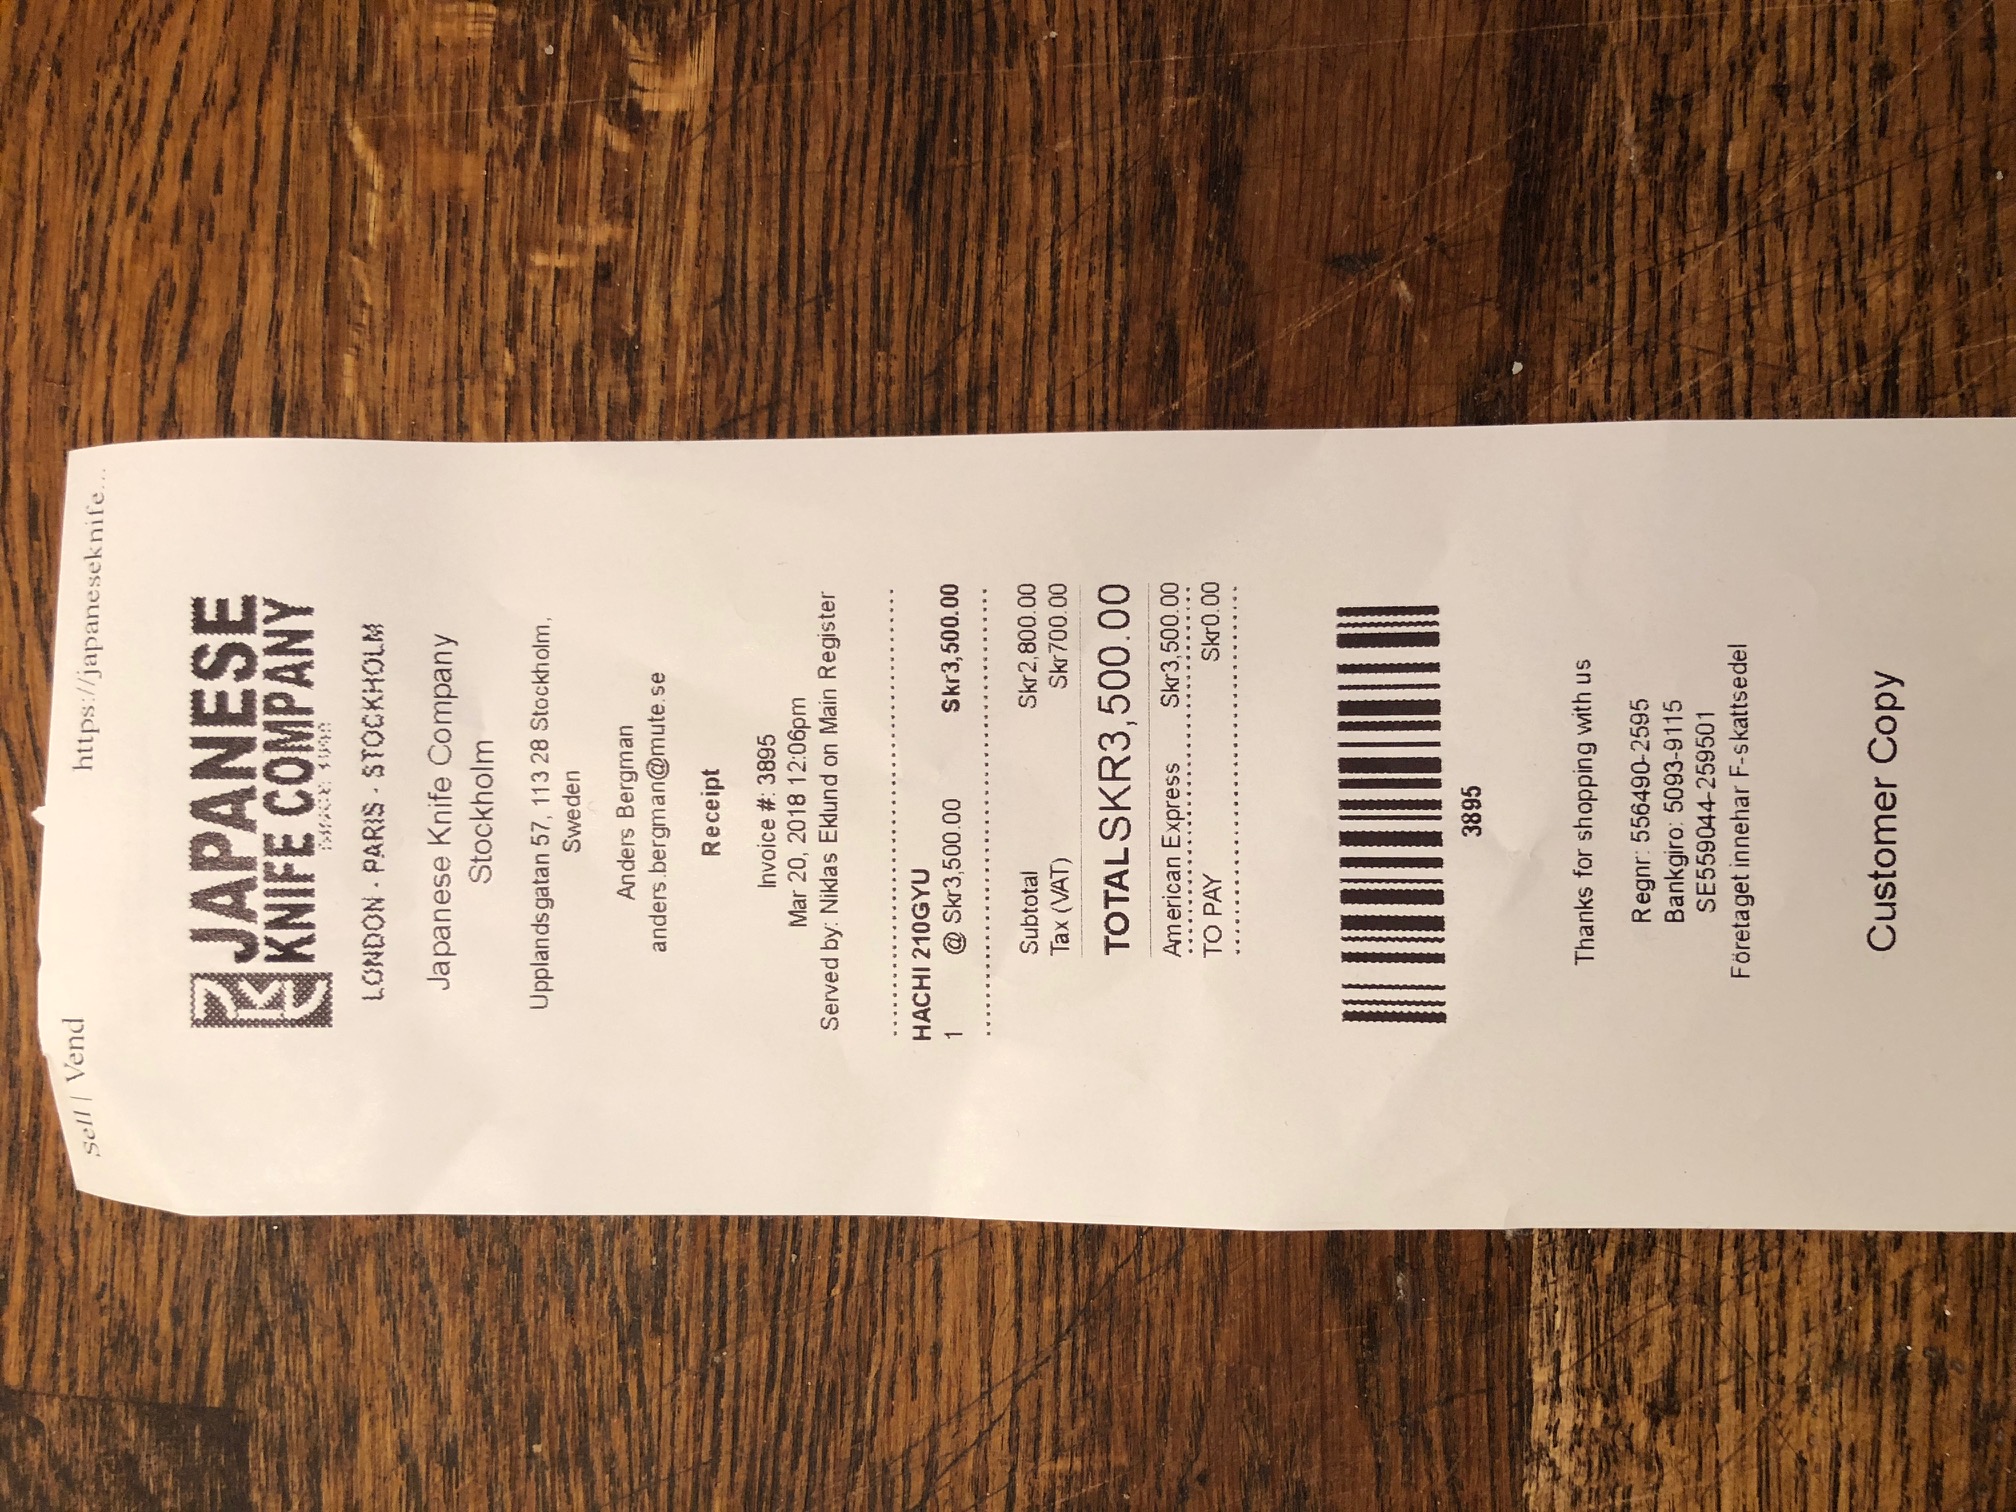 Sell | Vend
https://japaneseknife...
JKC
JAPANESE
KNIFE COMPANY
SINCE
LONDON · PARIS · STOCKHOLM
Japanese Knife Company
Stockholm
Upplandsgatan 57, 113 28 Stockholm,
Sweden
Anders Bergman
anders.bergman@mute.se
Receipt
Invoice #: 3895
Mar 20, 2018 12:06pm
Served by: Niklas Eklund on Main Register
HACHI 210GYU
1 @ Skr3,500.00 Skr3,500.00
Subtotal Skr2,800.00
Tax (VAT) Skr700.00
TOTAL SKR3,500.00
American Express Skr3,500.00
TO PAY Skr0.00
3895
Thanks for shopping with us
Regnr: 556490-2595
Bankgiro: 5093-9115
SE559044-259501
Företaget innehar F-skattsedel
Customer Copy